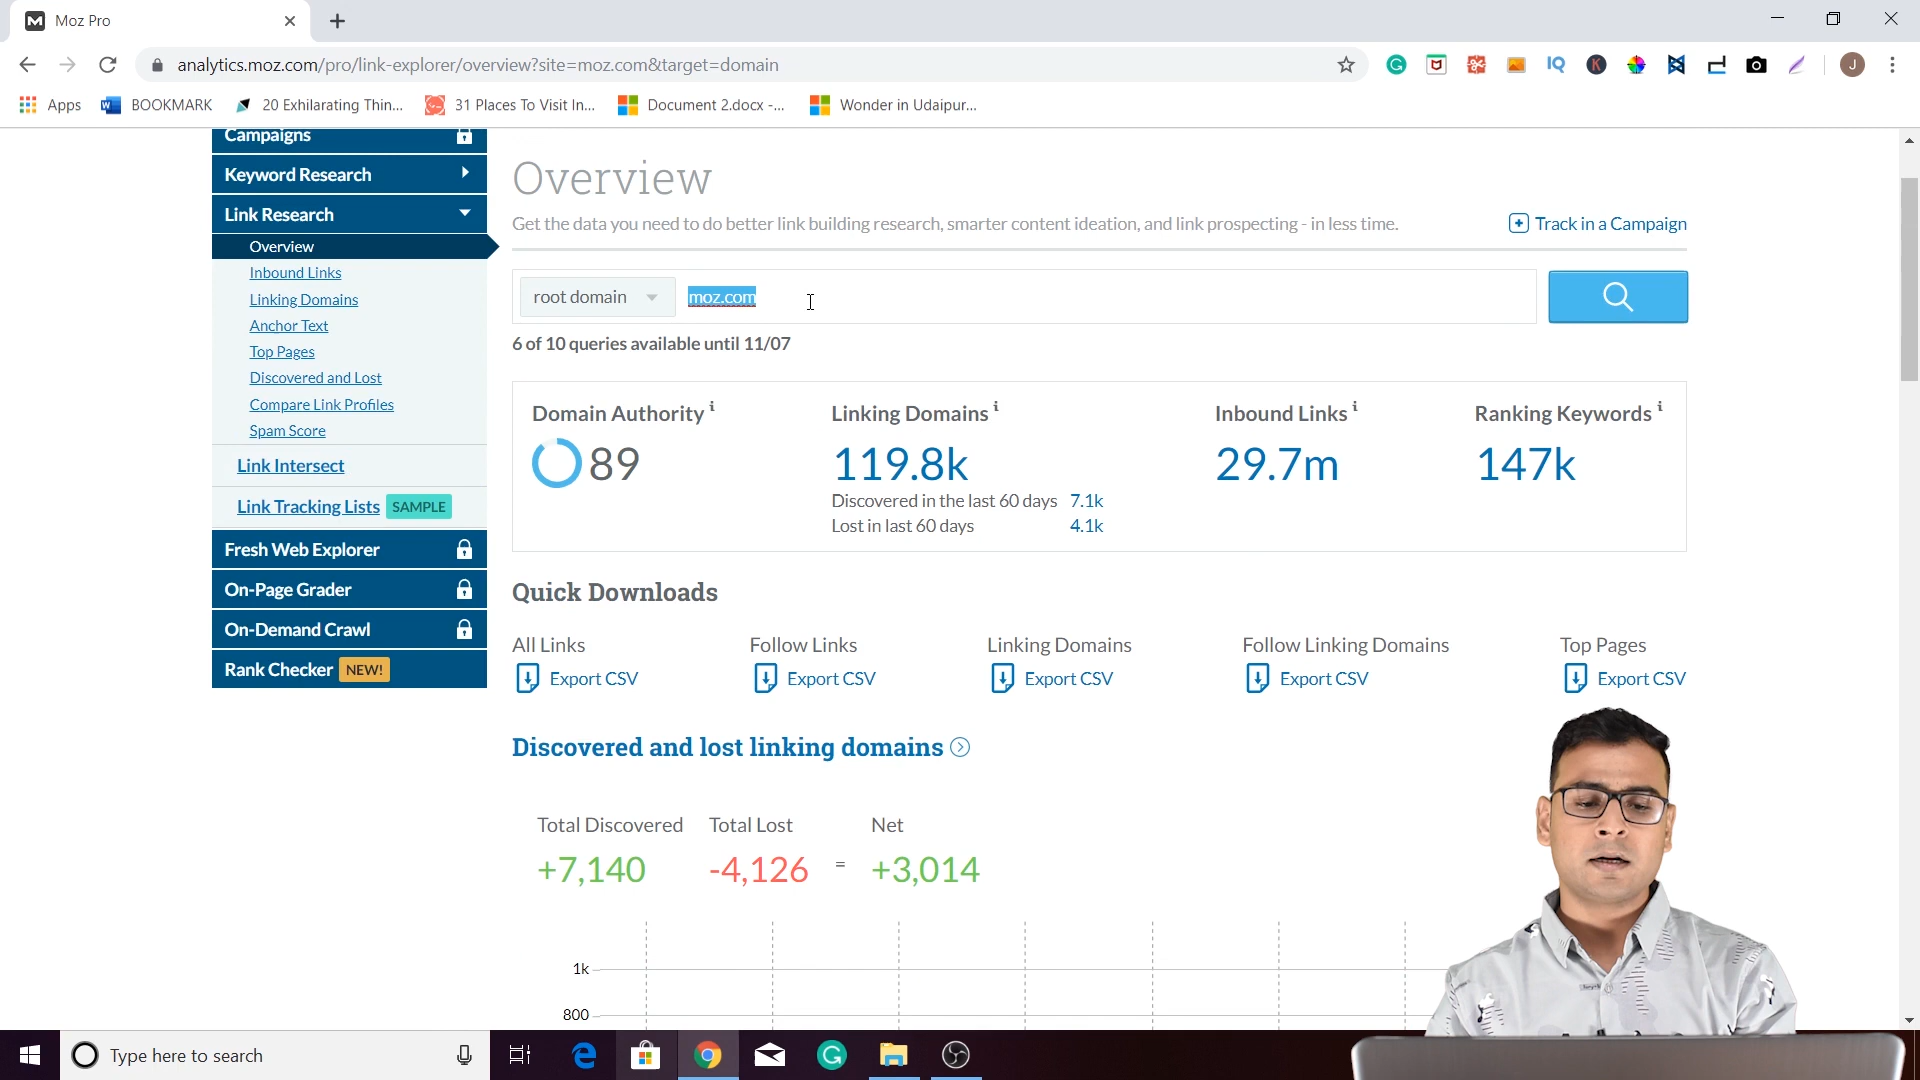 Moz Pro
analytics.moz.com/pro/link-explorer/overview?site=moz.com&target=domain
IQ
K
J
Apps
BOOKMARK
20 Exhilarating Thin...
31 Places To Visit In...
Document 2.docx -...
Wonder in Udaipur...
Campaigns
Keyword Research
Link Research
Overview
Inbound Links
Linking Domains
Anchor Text
Top Pages
Discovered and Lost
Compare Link Profiles
Spam Score
Link Intersect
Link Tracking Lists SAMPLE
Fresh Web Explorer
On-Page Grader
On-Demand Crawl
Rank Checker NEW!
Overview
Get the data you need to do better link building research, smarter content ideation, and link prospecting - in less time.
Track in a Campaign
root domain moz.com
6 of 10 queries available until 11/07
Domain Authority i
89
Linking Domains i
119.8k
Discovered in the last 60 days 7.1k
Lost in last 60 days 4.1k
Inbound Links i
29.7m
Ranking Keywords i
147k
Quick Downloads
All Links Follow Links Linking Domains Follow Linking Domains Top Pages
Export CSV Export CSV Export CSV Export CSV Export CSV
Discovered and lost linking domains
Total Discovered Total Lost Net
+7,140 -4,126 = +3,014
1k
800
Type here to search